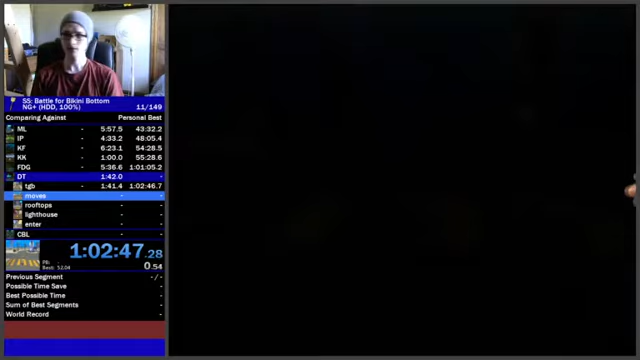 SS: Battle for Bikini Bottom
NG+ (HDD, 100%) 11/149
Comparing Against Personal Best
ML - 5:57.5 43:32.2
IP - 4:33.2 48:05.4
KF - 6:23.1 54:28.5
KK - 1:00.0 55:28.6
FDG - 5:36.6 1:01:05.2
DT 1:42.0 -
tgb - 1:41.4 1:02:46.7
moves - -
rooftops - -
lighthouse - -
enter - -
CBL - -
1:02:47.28
PB: -
Best: 52.04 0.54
Previous Segment -/-
Possible Time Save -
Best Possible Time -
Sum of Best Segments -
World Record -